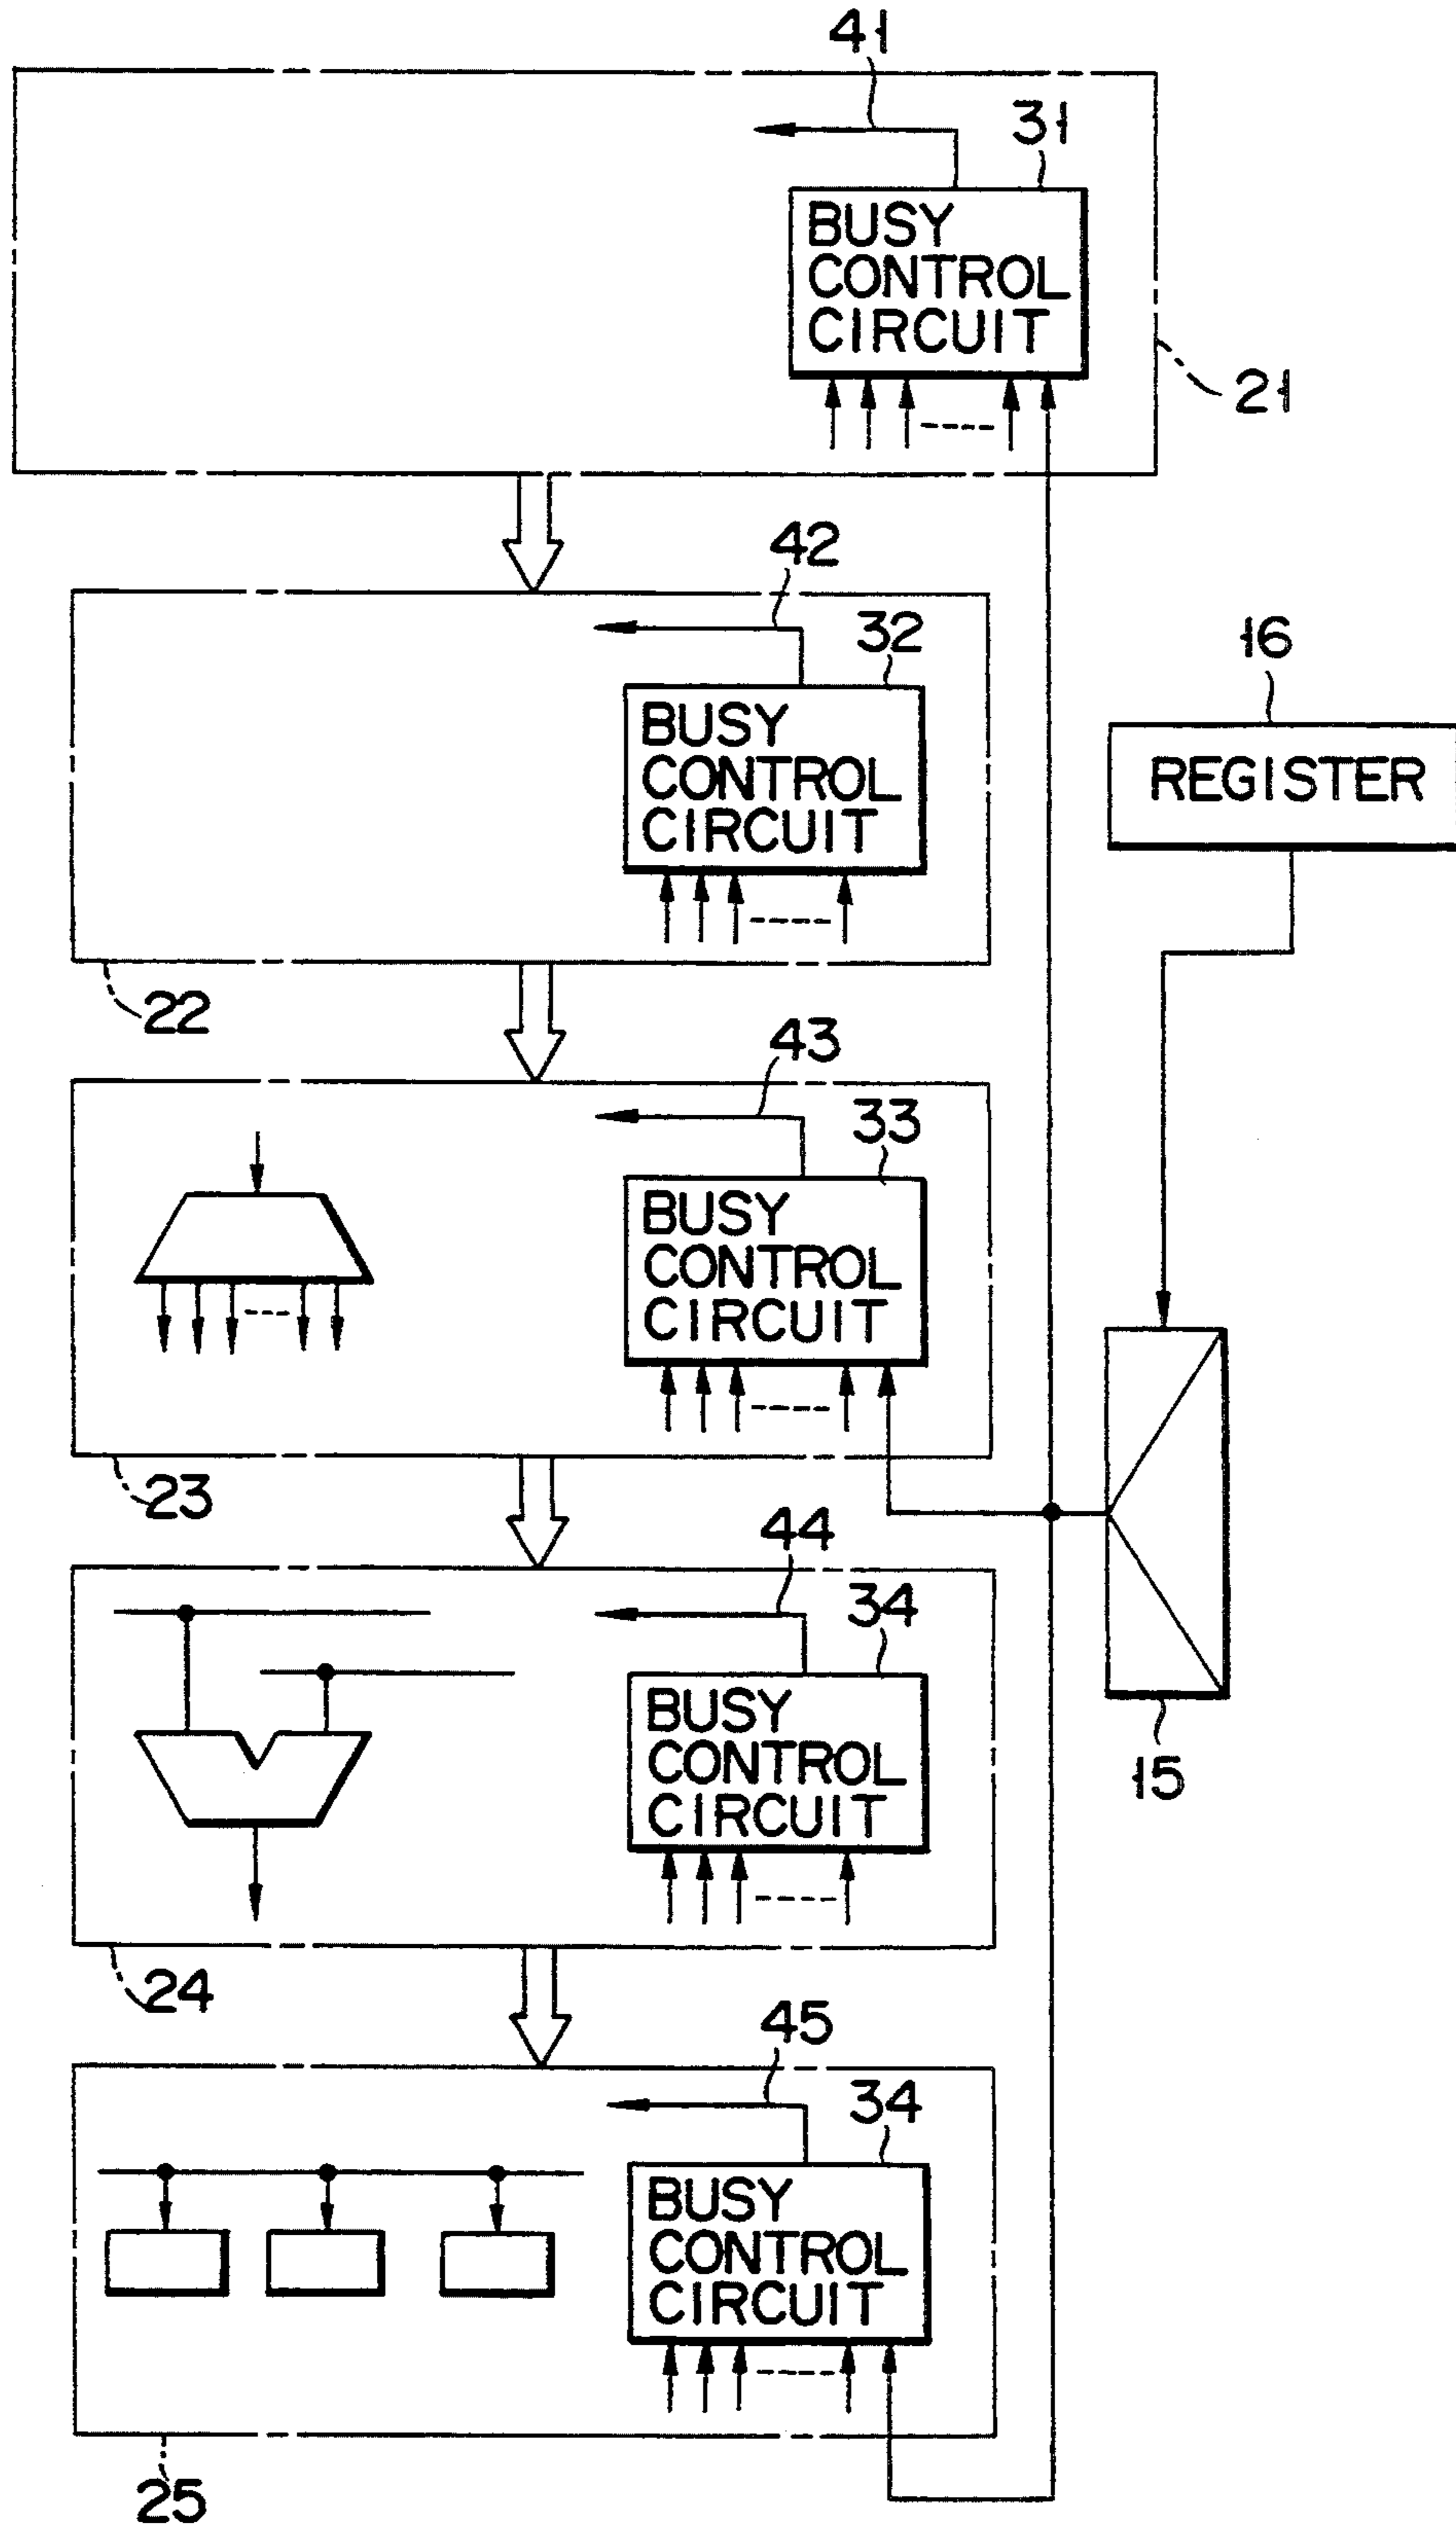 41
31
BUSY
CONTROL
CIRCUIT
21
42
32
BUSY
CONTROL
CIRCUIT
16
REGISTER
22
43
33
BUSY
CONTROL
CIRCUIT
23
44
34
BUSY
CONTROL
CIRCUIT
15
24
45
34
BUSY
CONTROL
CIRCUIT
25